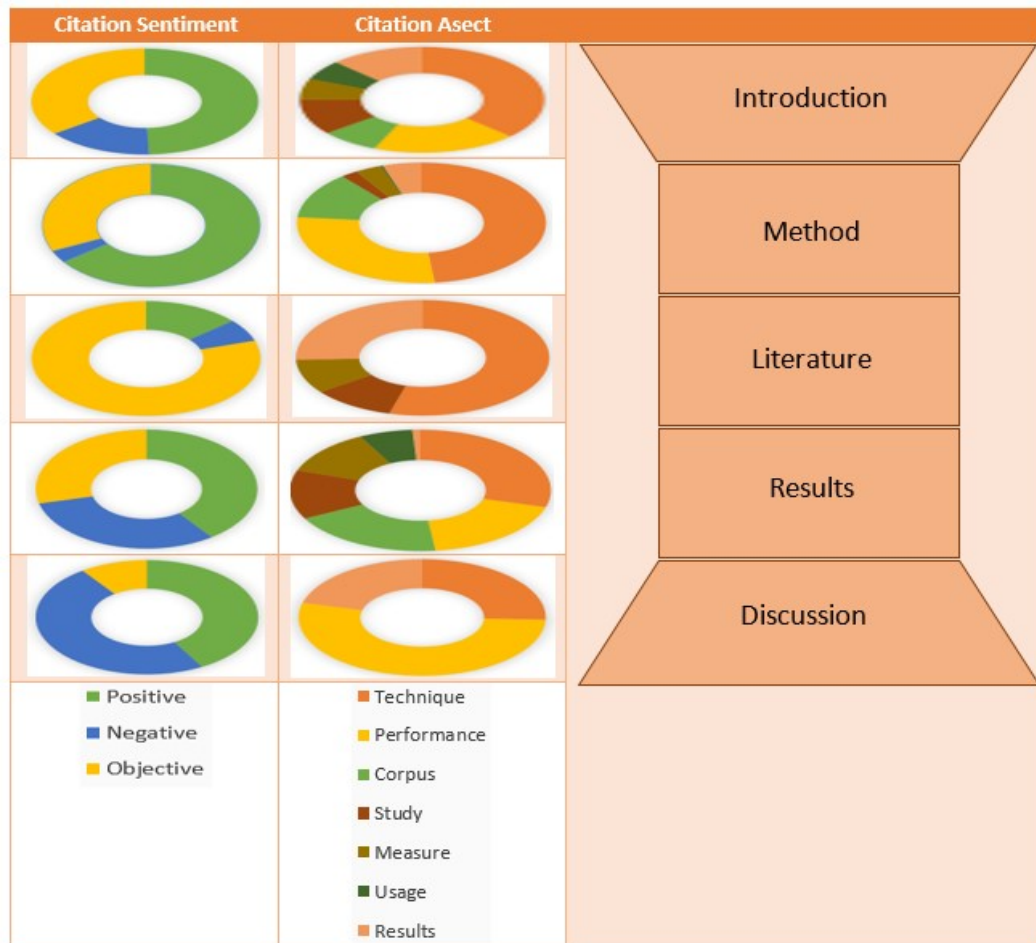 Citation Sentiment
Citation Asect
Introduction
Method
Literature
Results
Discussion
Positive
Negative
Objective
Technique
Performance
Corpus
Study
Measure
Usage
Results